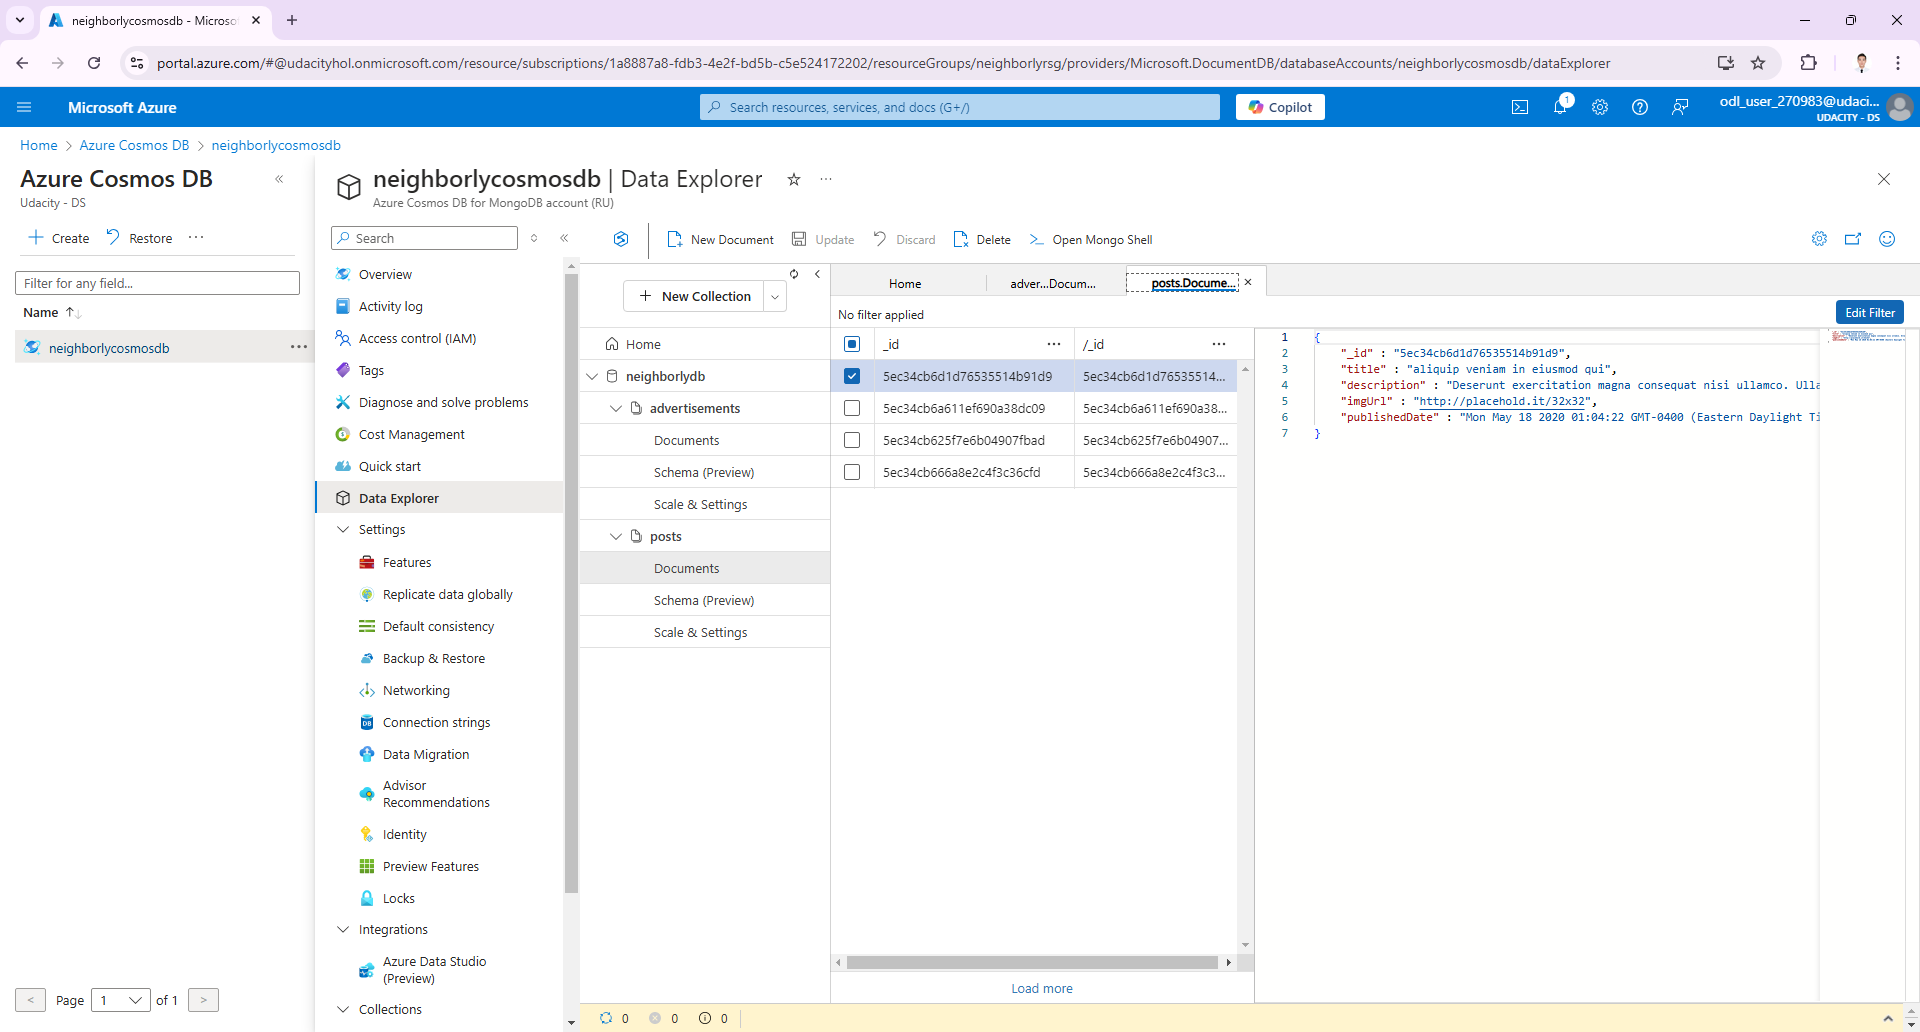 neighborlycosmosdb - Microso
portal.azure.com/#@udacityhol.onmicrosoft.com/resource/subscriptions/1a8887a8-fdb3-4e2f-bd5b-c5e524172202/resourceGroups/neighborlyrsg/providers/Microsoft.DocumentDB/databaseAccounts/neighborlycosmosdb/dataExplorer
Microsoft Azure
Search resources, services, and docs (G+/)
Copilot
1
odl_user_270983@udaci...
UDACITY - DS
Home > Azure Cosmos DB > neighborlycosmosdb
Azure Cosmos DB
Udacity - DS
Create
Restore
Filter for any field...
Name
neighborlycosmosdb
Page 1 of 1
neighborlycosmosdb | Data Explorer
Azure Cosmos DB for MongoDB account (RU)
Search
Overview
Activity log
Access control (IAM)
Tags
Diagnose and solve problems
Cost Management
Quick start
Data Explorer
Settings
Features
Replicate data globally
Default consistency
Backup & Restore
Networking
Connection strings
Data Migration
Advisor
Recommendations
Identity
Preview Features
Locks
Integrations
Azure Data Studio
(Preview)
Collections
New Document
Update
Discard
Delete
Open Mongo Shell
New Collection
Home
neighborlydb
advertisements
Documents
Schema (Preview)
Scale & Settings
posts
Documents
Schema (Preview)
Scale & Settings
Home
adver...Docum...
posts.Docume...
No filter applied
Edit Filter
_id /_id
5ec34cb6d1d76535514b91d9 5ec34cb6d1d76535514...
5ec34cb6a611ef690a38dc09 5ec34cb6a611ef690a38...
5ec34cb625f7e6b04907fbad 5ec34cb625f7e6b04907...
5ec34cb666a8e2c4f3c36cfd 5ec34cb666a8e2c4f3c3...
Load more
1 {
2 "_id" : "5ec34cb6d1d76535514b91d9",
3 "title" : "aliquip veniam in eiusmod qui",
4 "description" : "Deserunt exercitation magna consequat nisi ullamco. Ulla
5 "imgUrl" : "http://placehold.it/32x32",
6 "publishedDate" : "Mon May 18 2020 01:04:22 GMT-0400 (Eastern Daylight Ti
7 }
0 0 0